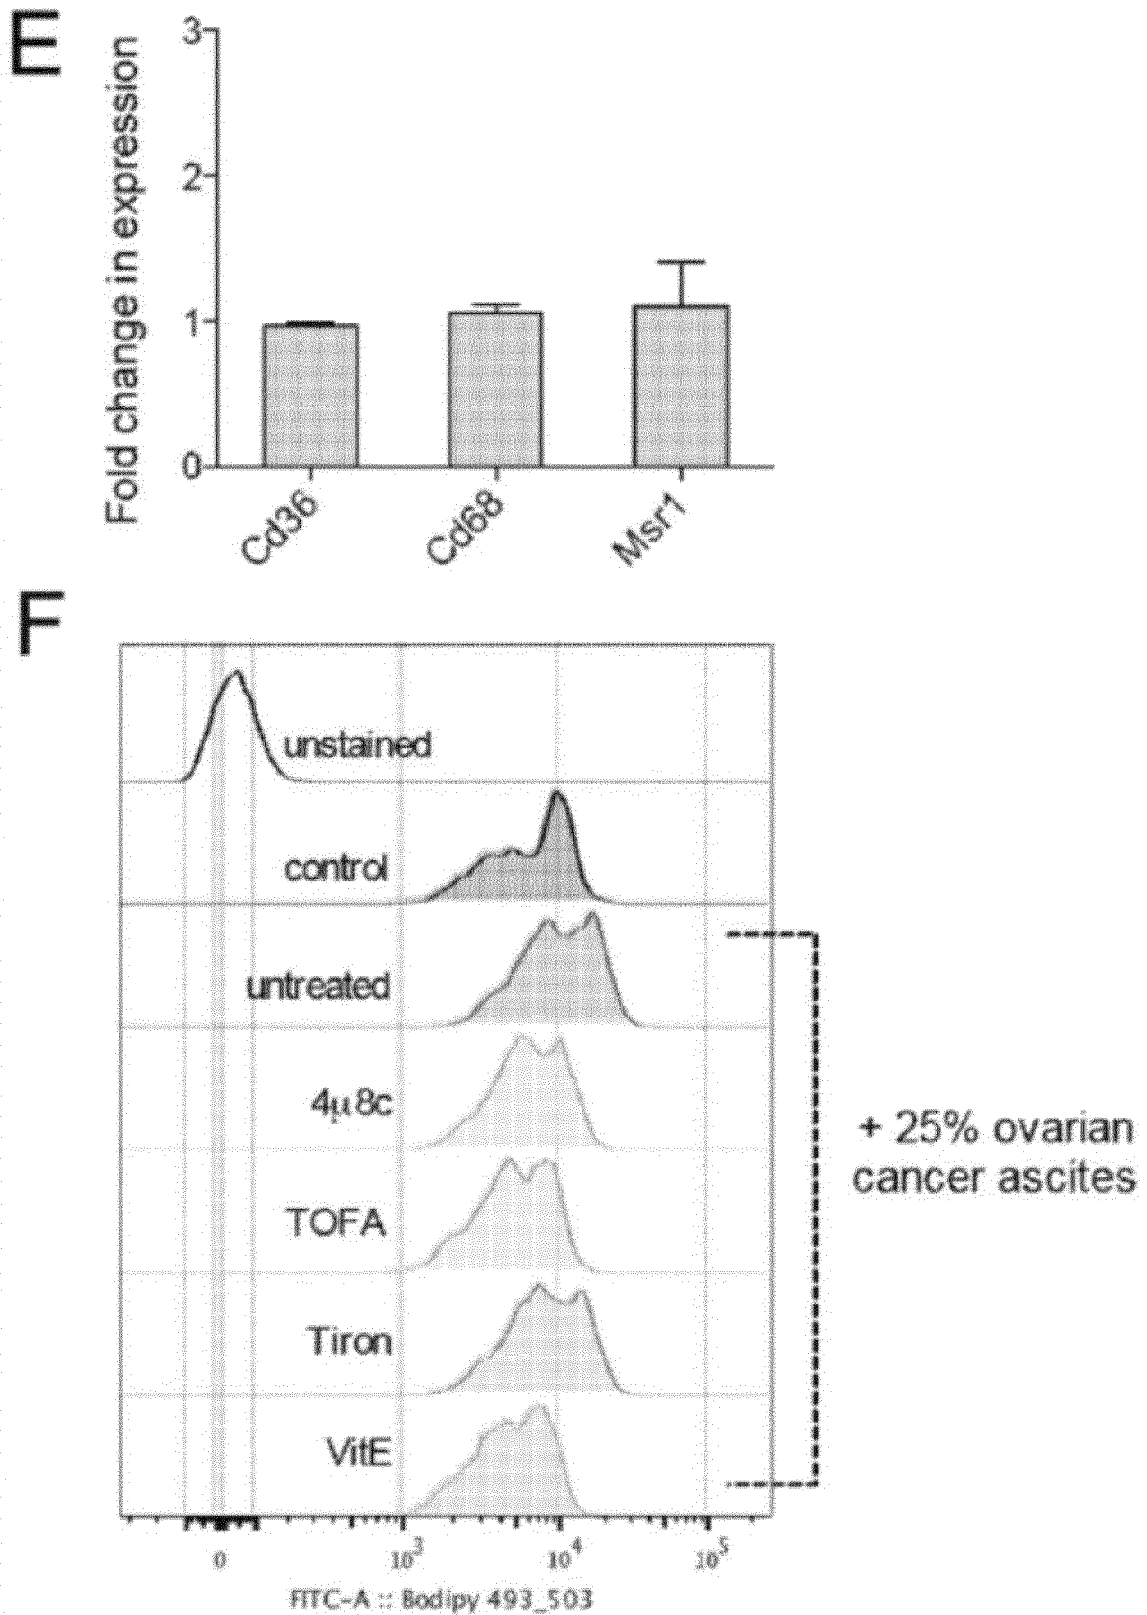 E
3
2
1
0
Fold change in expression
Cd36
Cd68
Msr1
F
unstained
control
untreated
4µ8c
TOFA
Tiron
VitE
+ 25% ovarian
cancer ascites
0
10³
10⁴
10⁵
FITC-A :: Bodipy 493_503